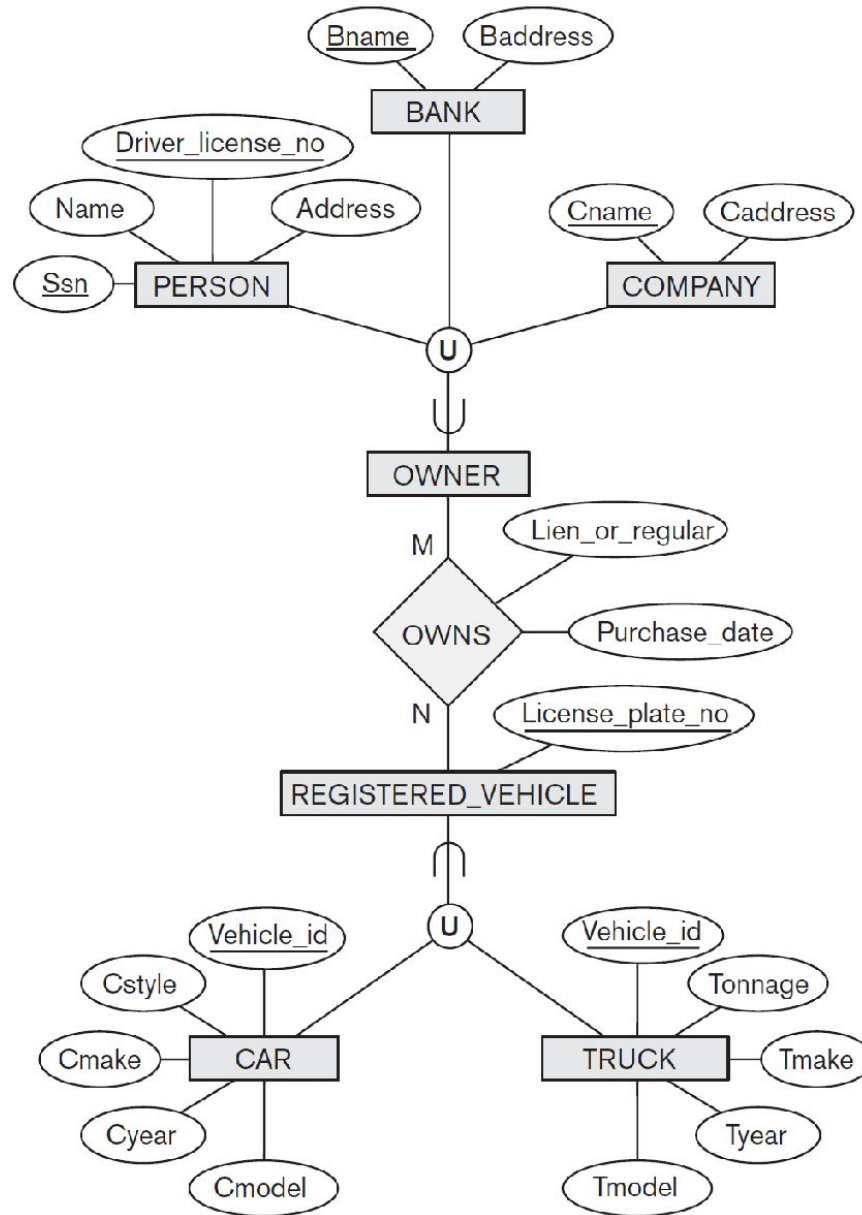 Bname
Baddress
BANK
Driver_license_no
Name
Address
Cname
Caddress
Ssn
PERSON
COMPANY
U
OWNER
M
Lien_or_regular
OWNS
Purchase_date
N
License_plate_no
REGISTERED_VEHICLE
U
Vehicle_id
Vehicle_id
Cstyle
Tonnage
Cmake
CAR
TRUCK
Tmake
Cyear
Tyear
Cmodel
Tmodel